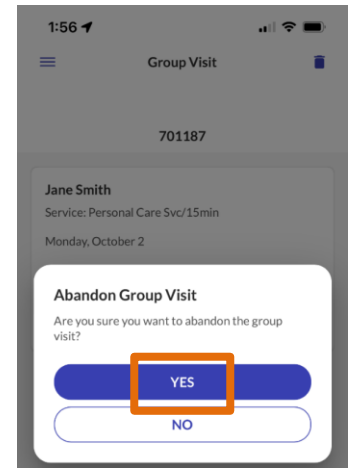 1:56
Group Visit
701187
Jane Smith
Service: Personal Care Svc/15min
Monday, October 2
Abandon Group Visit
Are you sure you want to abandon the group
visit?
YES
NO